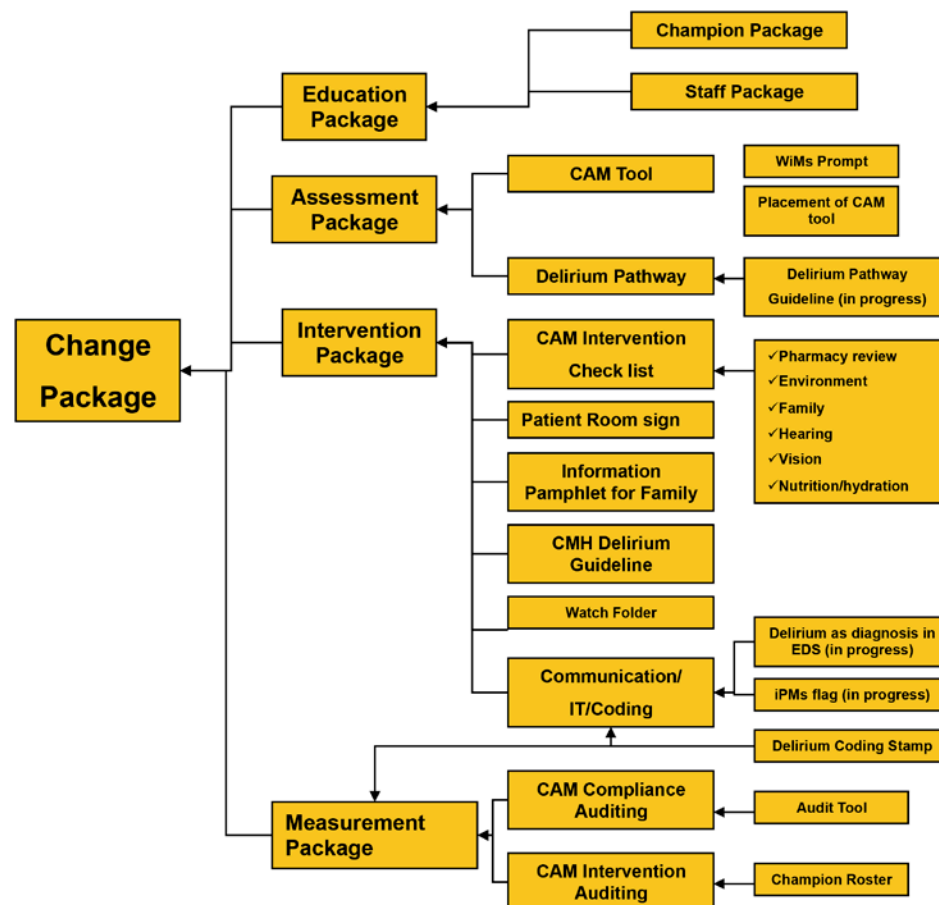 Champion Package
Education
Package
Staff Package
CAM Tool
WiMs Prompt
Assessment
Package
Placement of CAM
tool
Delirium Pathway
Delirium Pathway
Guideline (in progress)
Change
Package
Intervention
Package
CAM Intervention
Check list
✓Pharmacy review
✓Environment
✓Family
✓Hearing
✓Vision
✓Nutrition/hydration
Patient Room sign
Information
Pamphlet for Family
CMH Delirium
Guideline
Watch Folder
Communication/
IT/Coding
Delirium as diagnosis in
EDS (in progress)
iPMs flag (in progress)
Delirium Coding Stamp
Measurement
Package
CAM Compliance
Auditing
Audit Tool
CAM Intervention
Auditing
Champion Roster